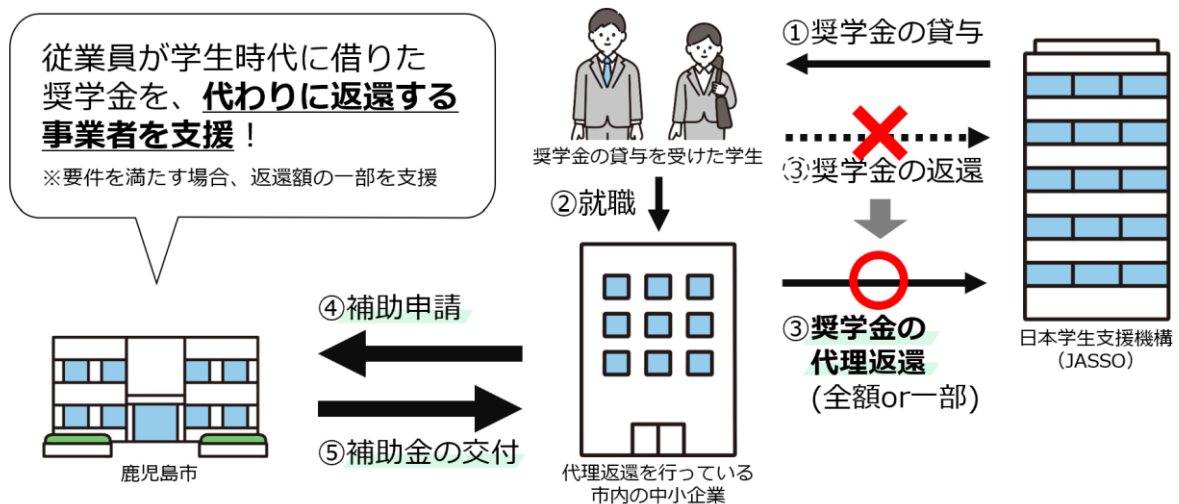 従業員が学生時代に借りた
奨学金を、代わりに返還する
事業者を支援！
※要件を満たす場合、返還額の一部を支援
①奨学金の貸与
奨学金の貸与を受けた学生
③奨学金の返還
②就職
④補助申請
③奨学金の
代理返還
(全額or一部)
日本学生支援機構
（JASSO）
⑤補助金の交付
鹿児島市
代理返還を行っている
市内の中小企業